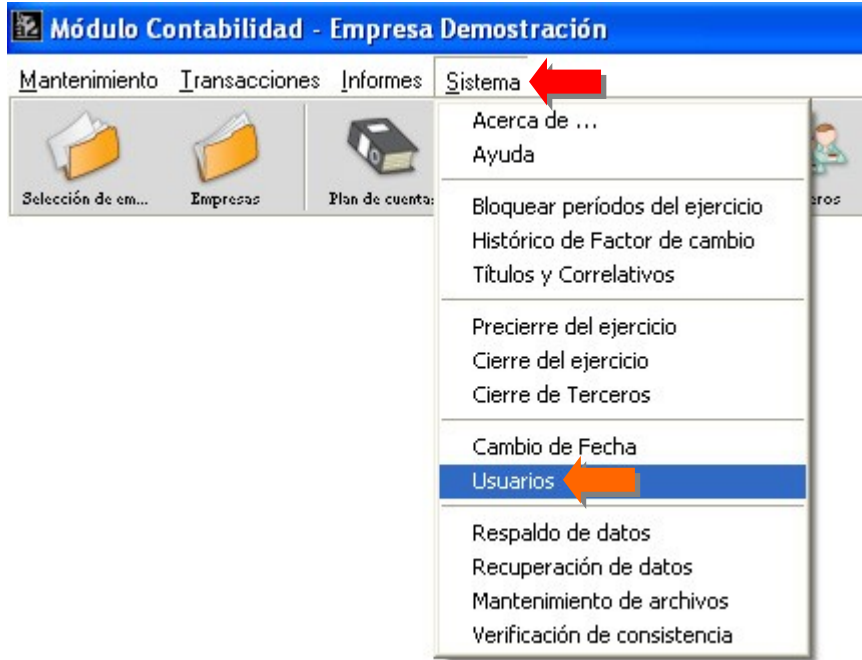 Módulo Contabilidad - Empresa Demostración
Mantenimiento Transacciones Informes Sistema
Selección de em... Empresas Plan de cuenta: eros
Acerca de ...
Ayuda
Bloquear períodos del ejercicio
Histórico de Factor de cambio
Títulos y Correlativos
Precierre del ejercicio
Cierre del ejercicio
Cierre de Terceros
Cambio de Fecha
Usuarios
Respaldo de datos
Recuperación de datos
Mantenimiento de archivos
Verificación de consistencia